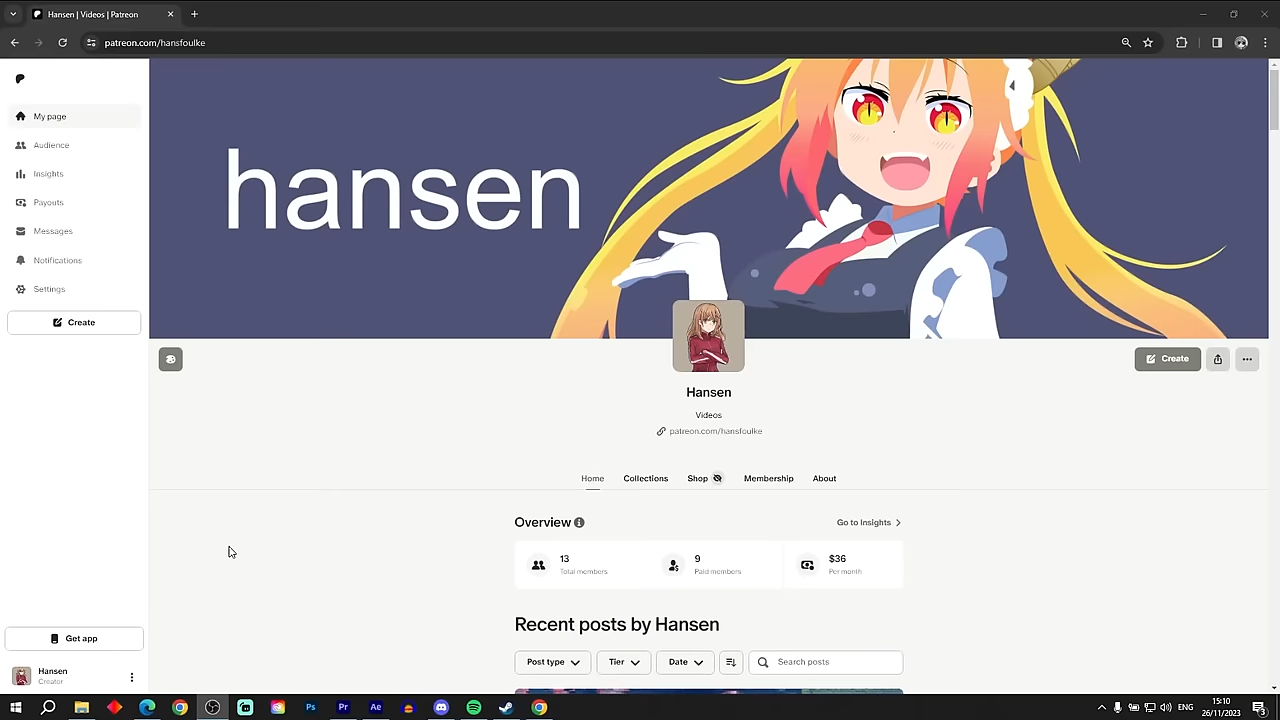 Hansen | Videos | Patreon
patreon.com/hansfoulke
My page
Audience
Insights
Payouts
Messages
Notifications
Settings
Create
Get app
Hansen
Creator
hansen
Create
Hansen
Videos
patreon.com/hansfoulke
Home Collections Shop Membership About
Overview Go to Insights
13 9 $36
Total members Paid members Per month
Recent posts by Hansen
Post type Tier Date Search posts
Ps Pr Ae
ENG
15:10
26/11/2023